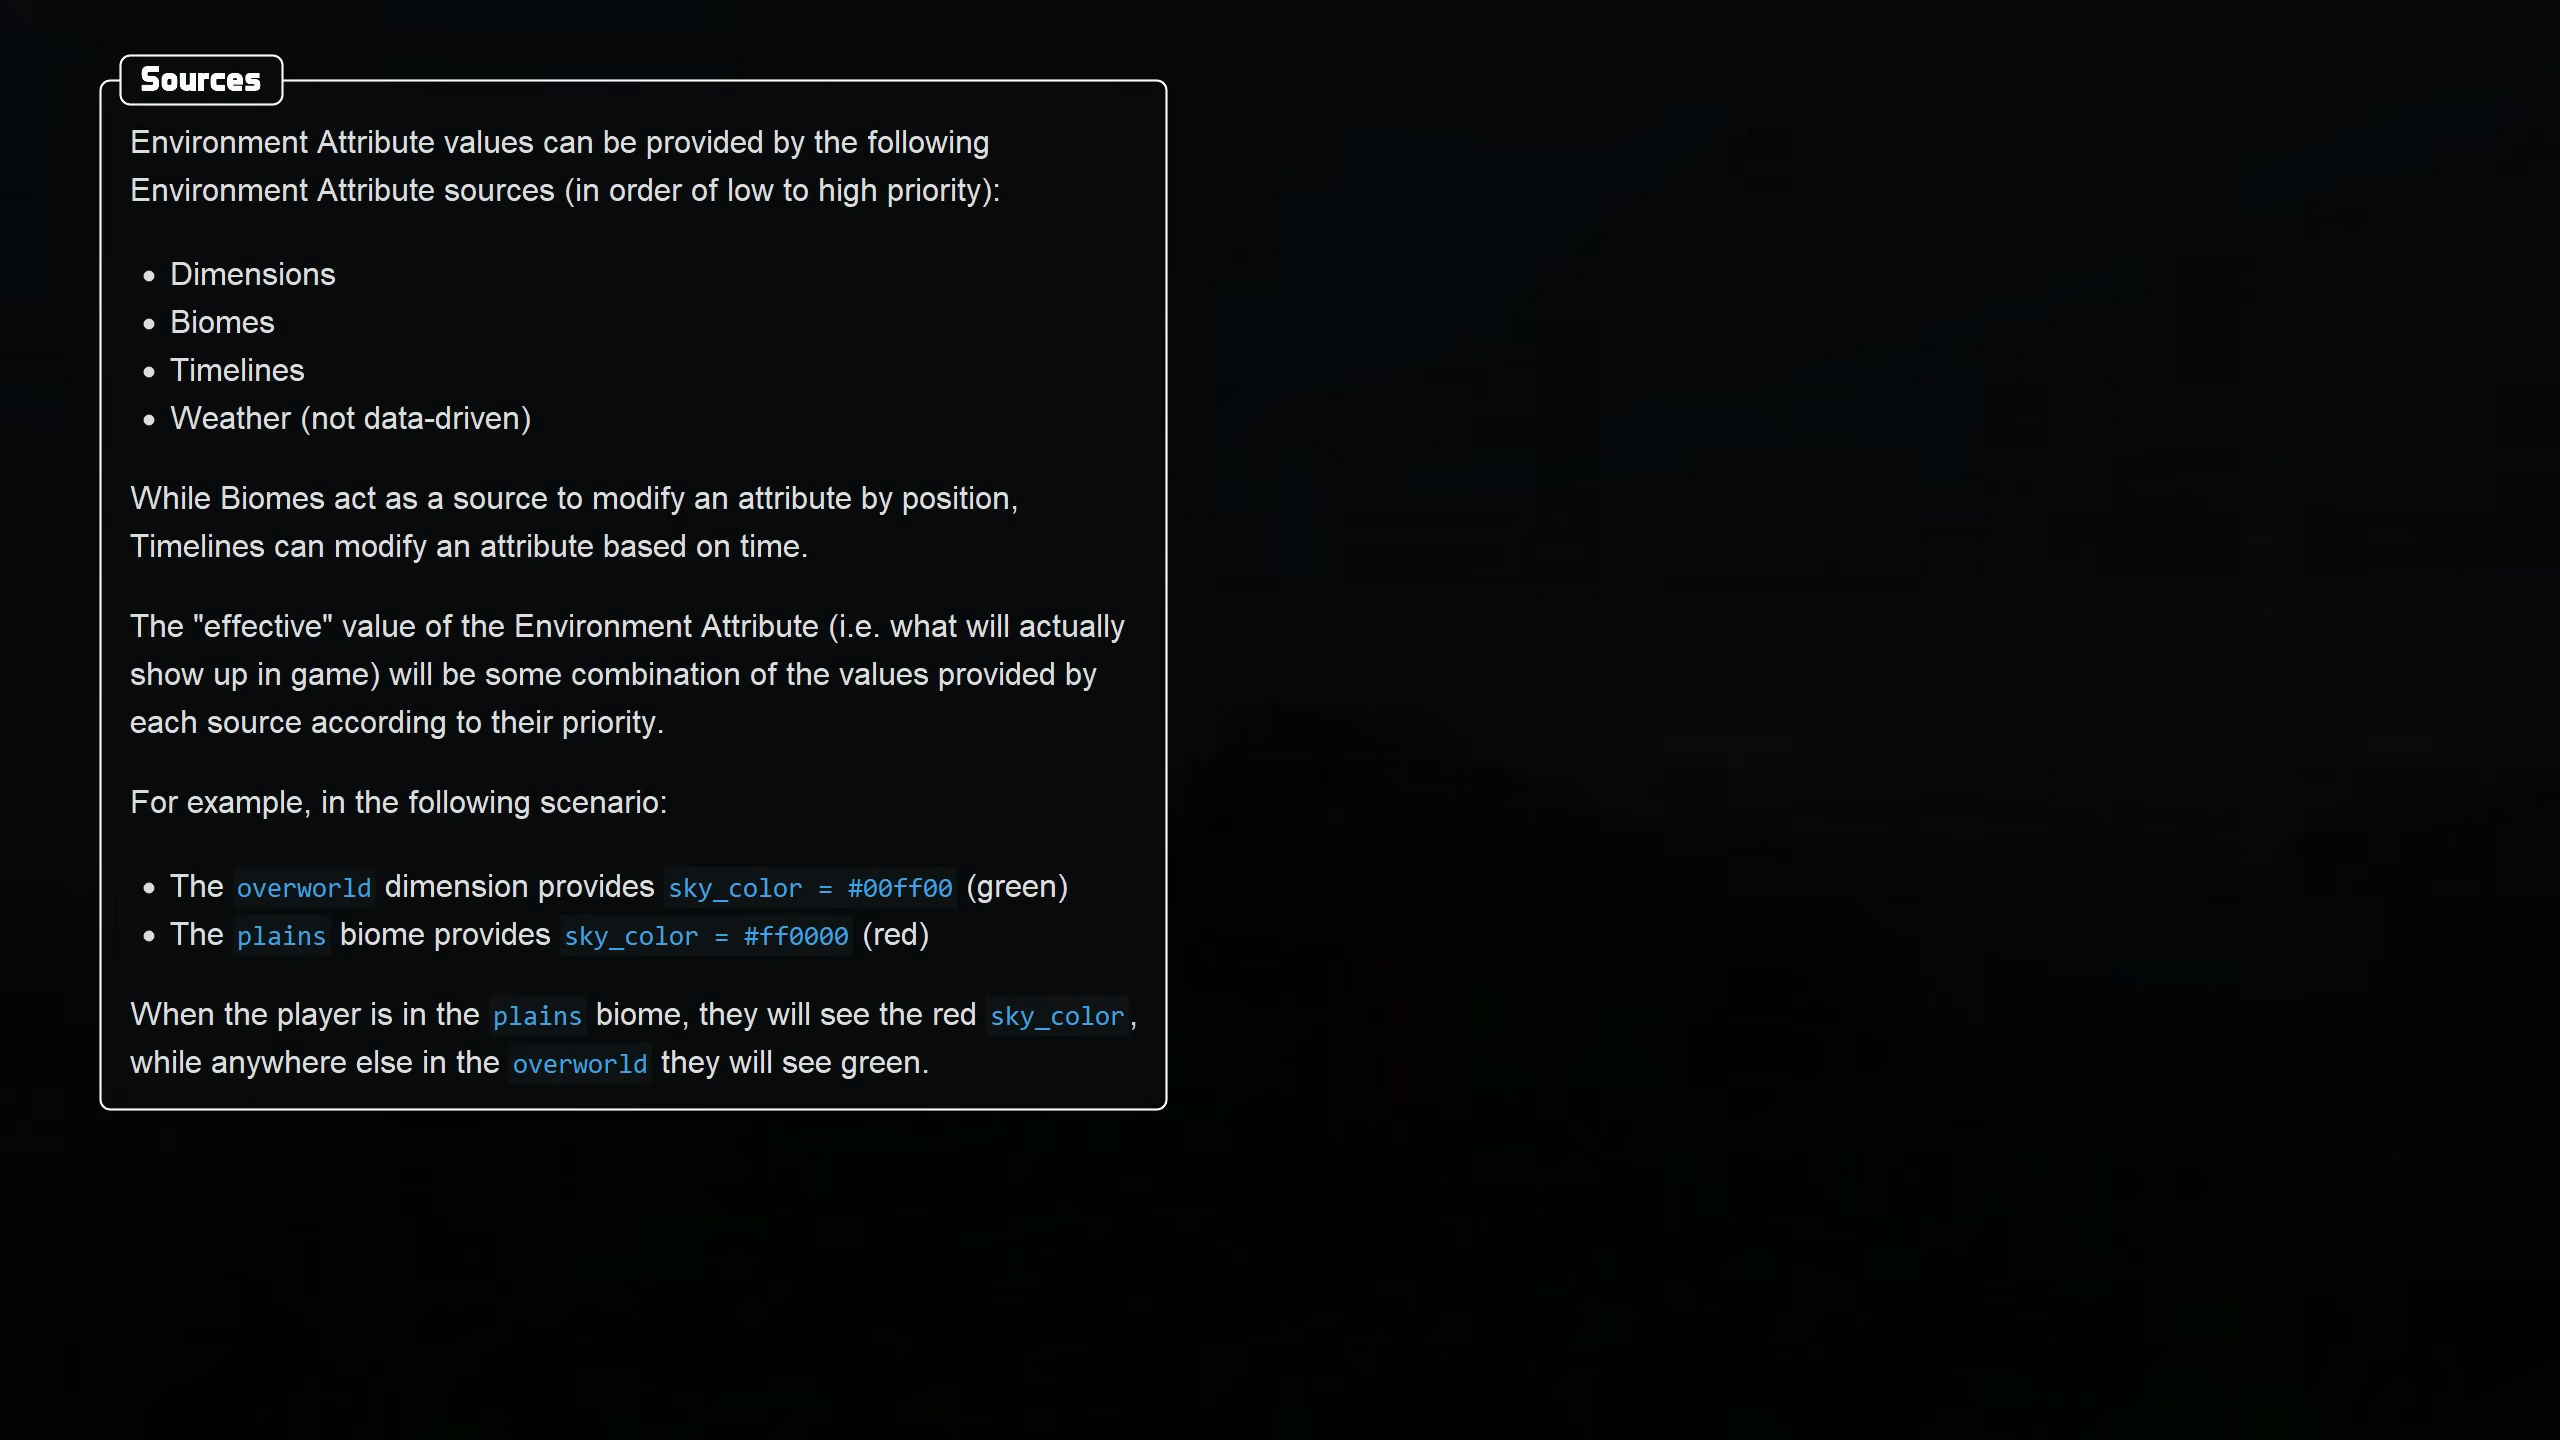 Sources
Environment Attribute values can be provided by the following
Environment Attribute sources (in order of low to high priority):
• Dimensions
• Biomes
• Timelines
• Weather (not data-driven)
While Biomes act as a source to modify an attribute by position,
Timelines can modify an attribute based on time.
The "effective" value of the Environment Attribute (i.e. what will actually
show up in game) will be some combination of the values provided by
each source according to their priority.
For example, in the following scenario:
• The overworld dimension provides sky_color = #00ff00 (green)
• The plains biome provides sky_color = #ff0000 (red)
When the player is in the plains biome, they will see the red sky_color,
while anywhere else in the overworld they will see green.